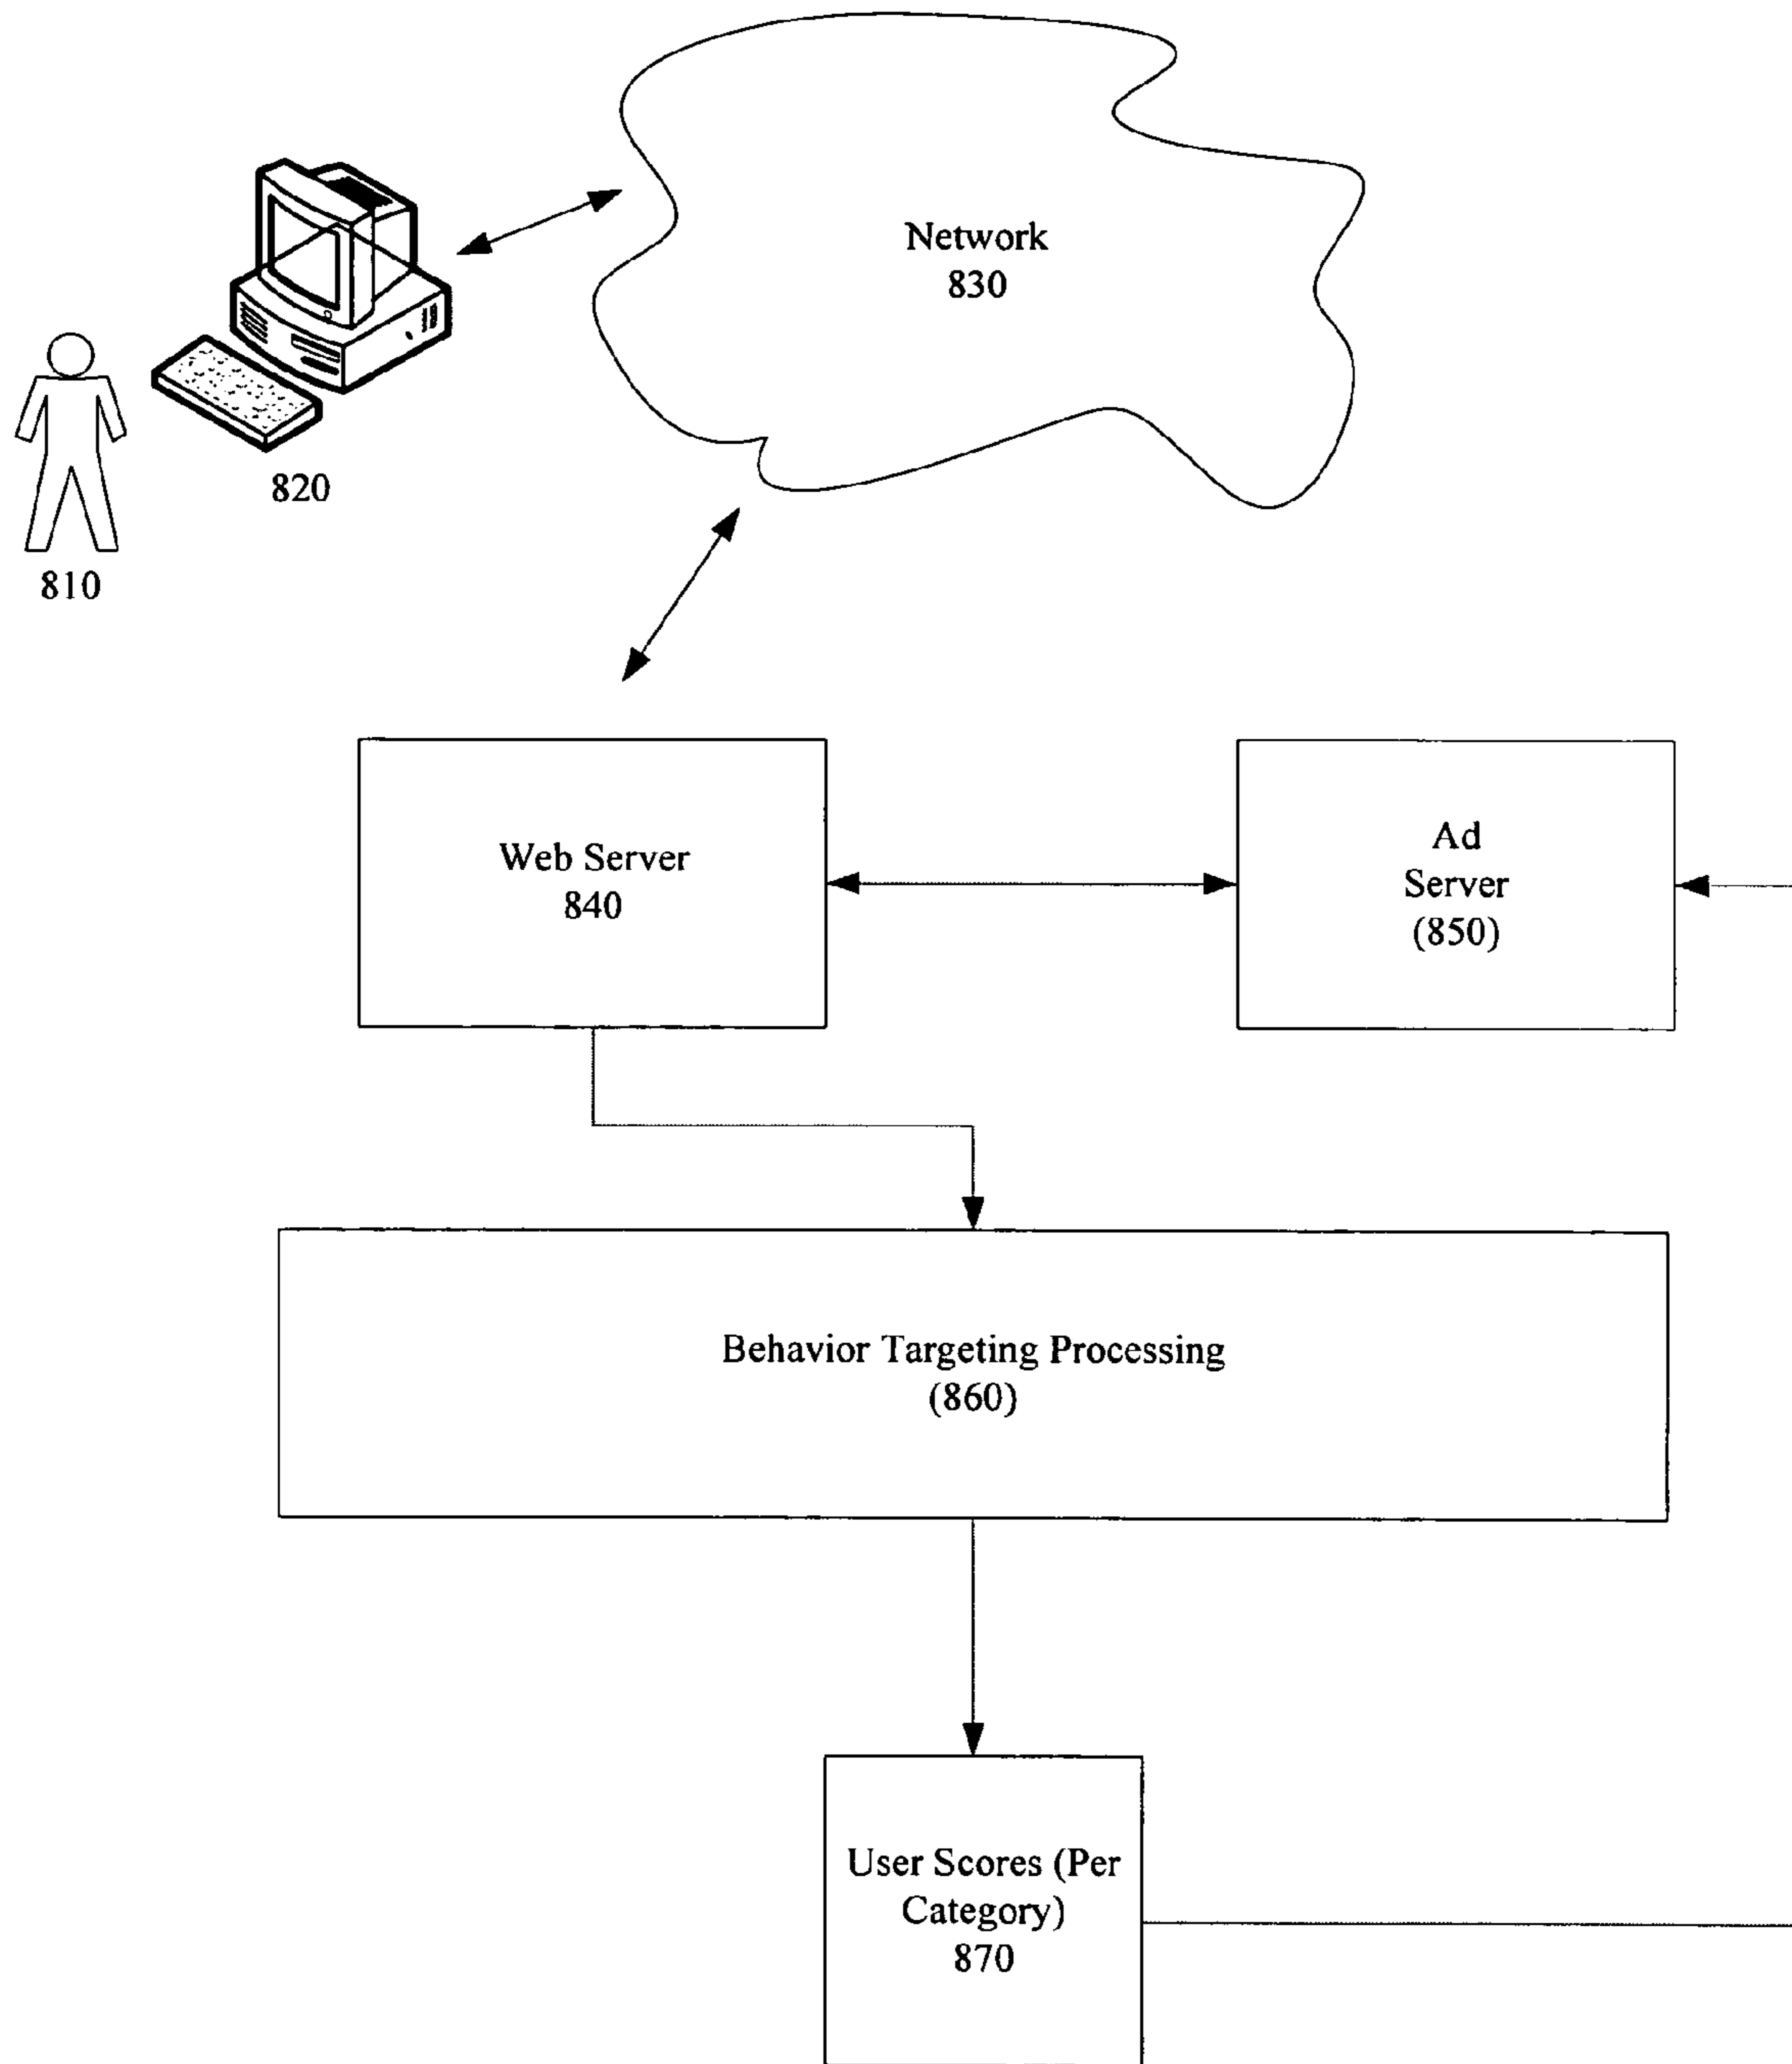 Network
830
820
810
Web Server
840
Ad
Server
(850)
Behavior Targeting Processing
(860)
User Scores (Per
Category)
870